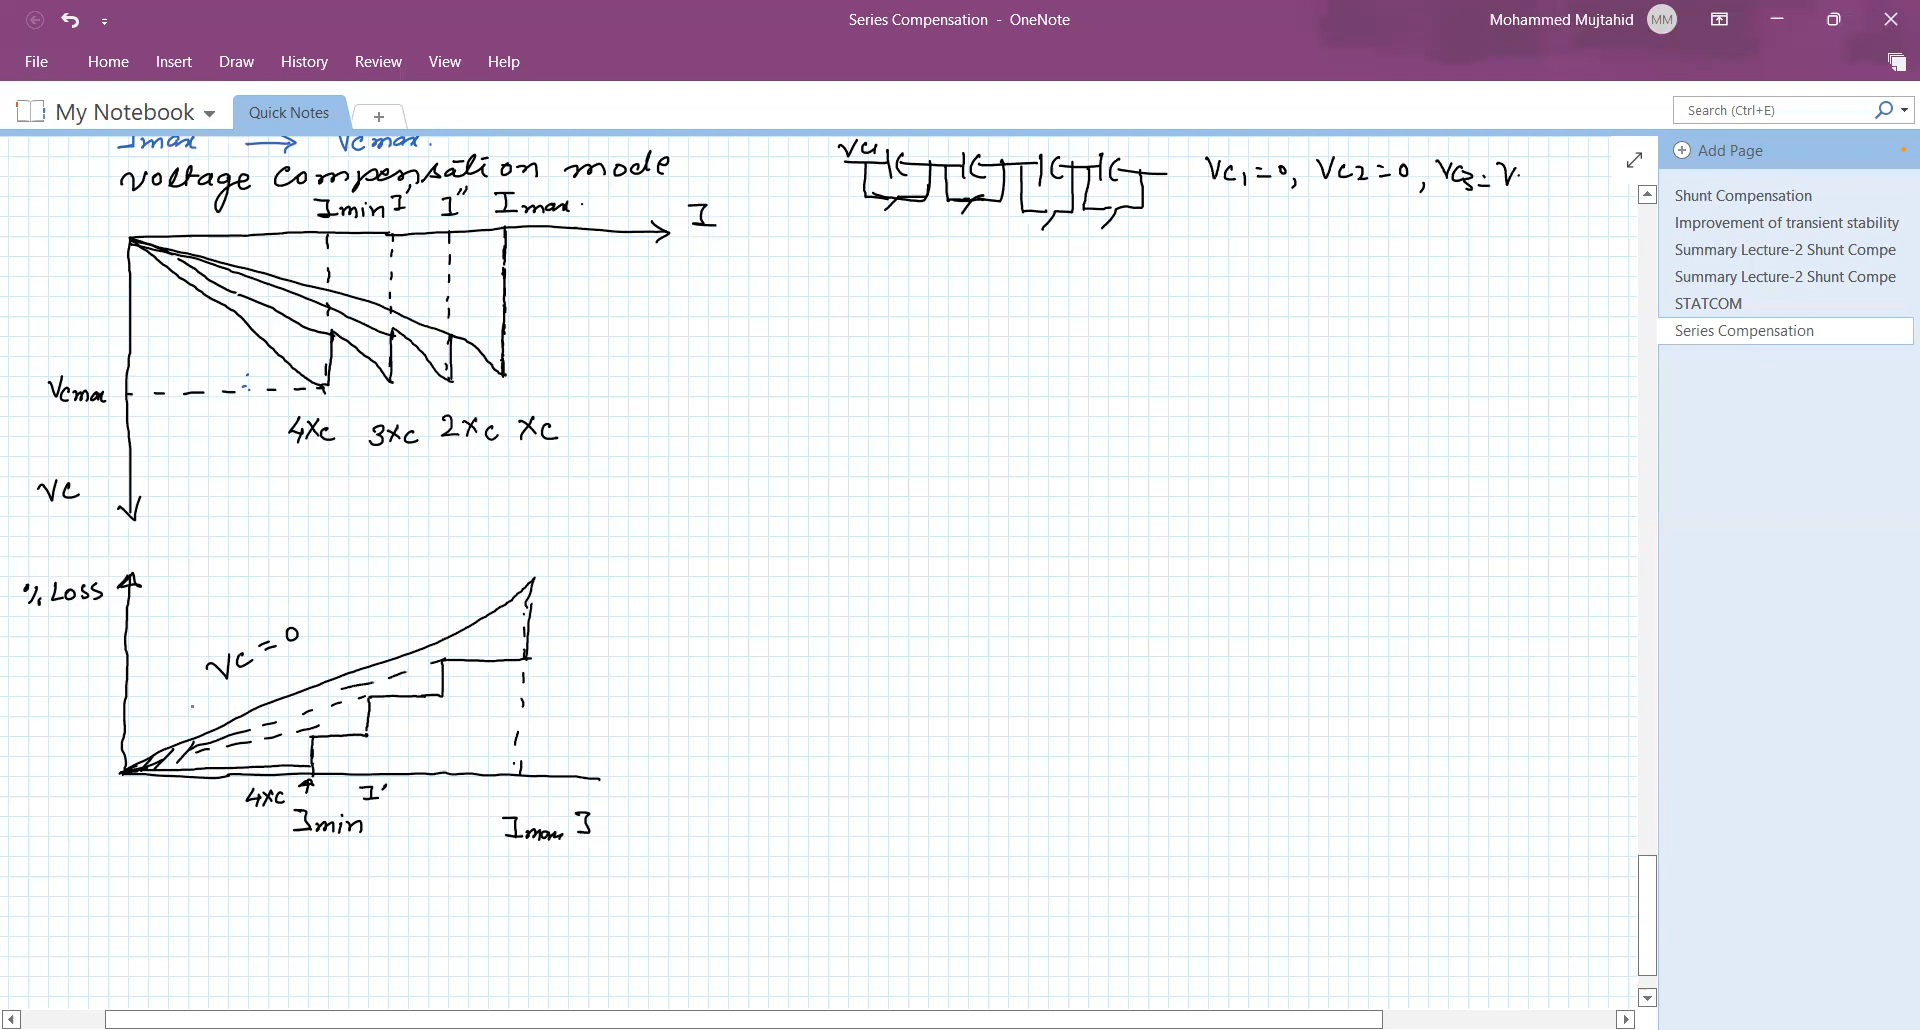 Series Compensation - OneNote
Mohammed Mujtahid
MM
File Home Insert Draw History Review View Help
My Notebook
Quick Notes
+
Search (Ctrl+E)
Add Page
Shunt Compensation
Improvement of transient stability
Summary Lecture-2 Shunt Compe
Summary Lecture-2 Shunt Compe
STATCOM
Series Compensation
Imax → Vcmax.
voltage compensation mode
Imin I' I'' Imax. I
Vcmax
4Xc 3Xc 2Xc Xc
Vc
Vc1
Vc1=0, Vc2=0, Vc3=V.
% Loss
Vc=0
4Xc I'
Imin Imax I